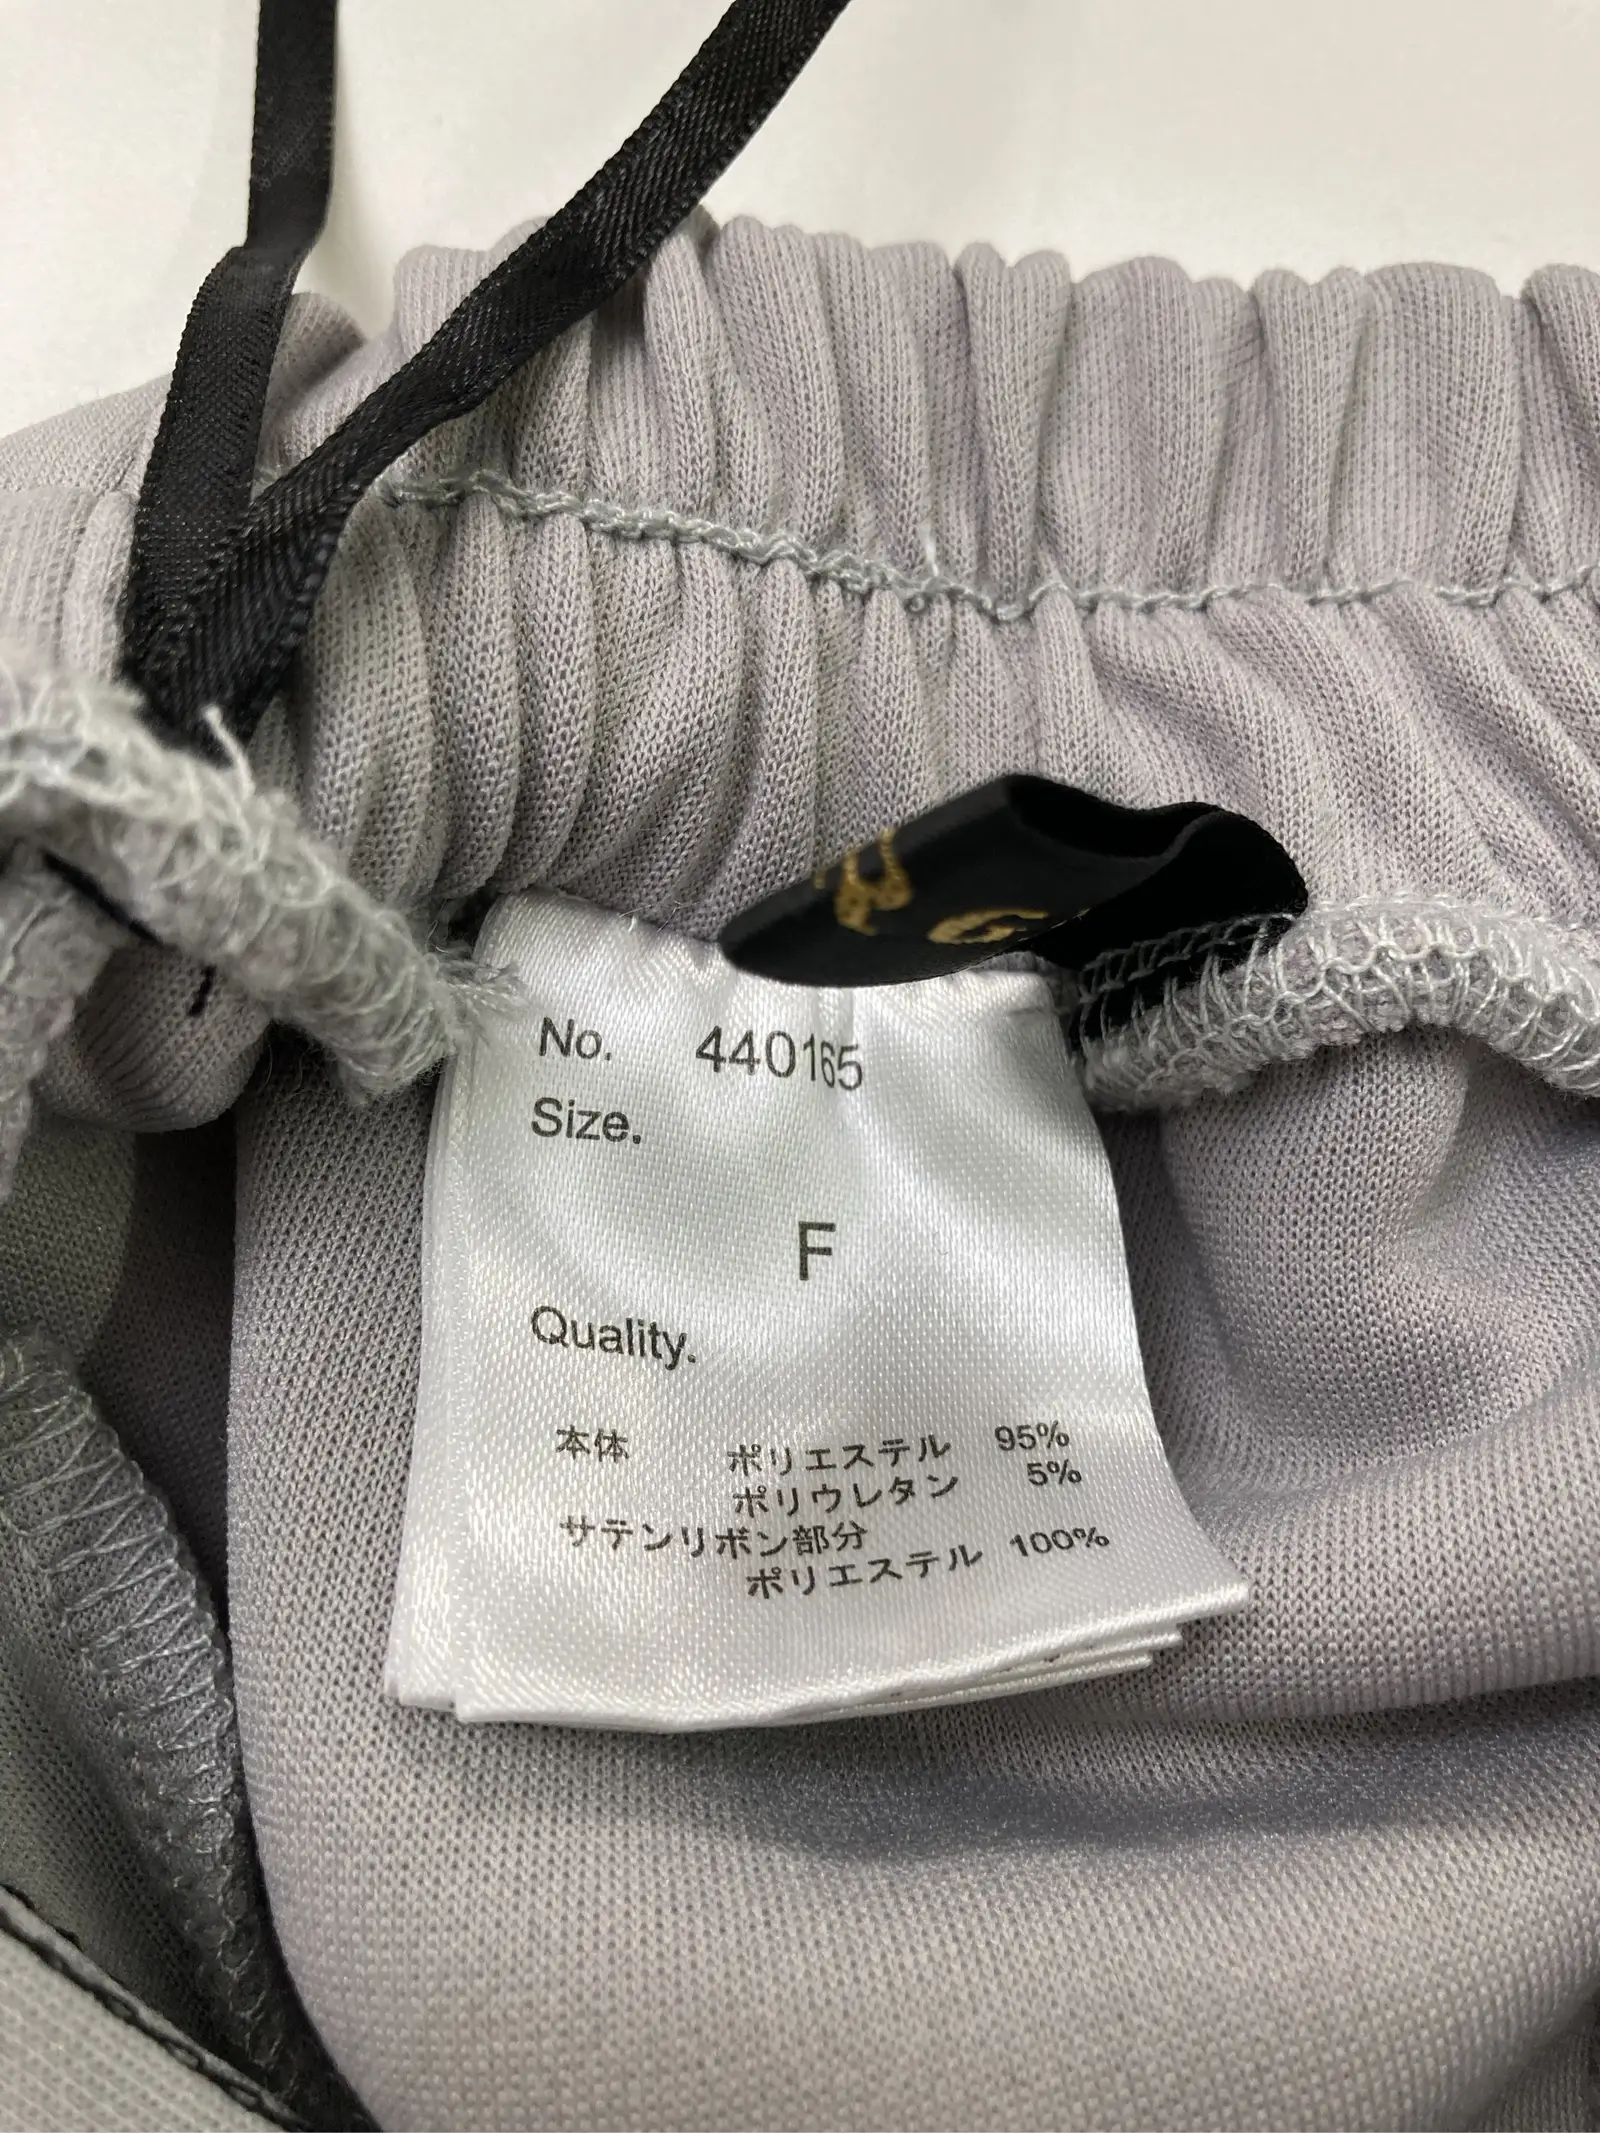 No. 440165
Size.
F
Quality.
本体 ポリエステル 95%
ポリウレタン 5%
サテンリボン部分
ポリエステル 100%